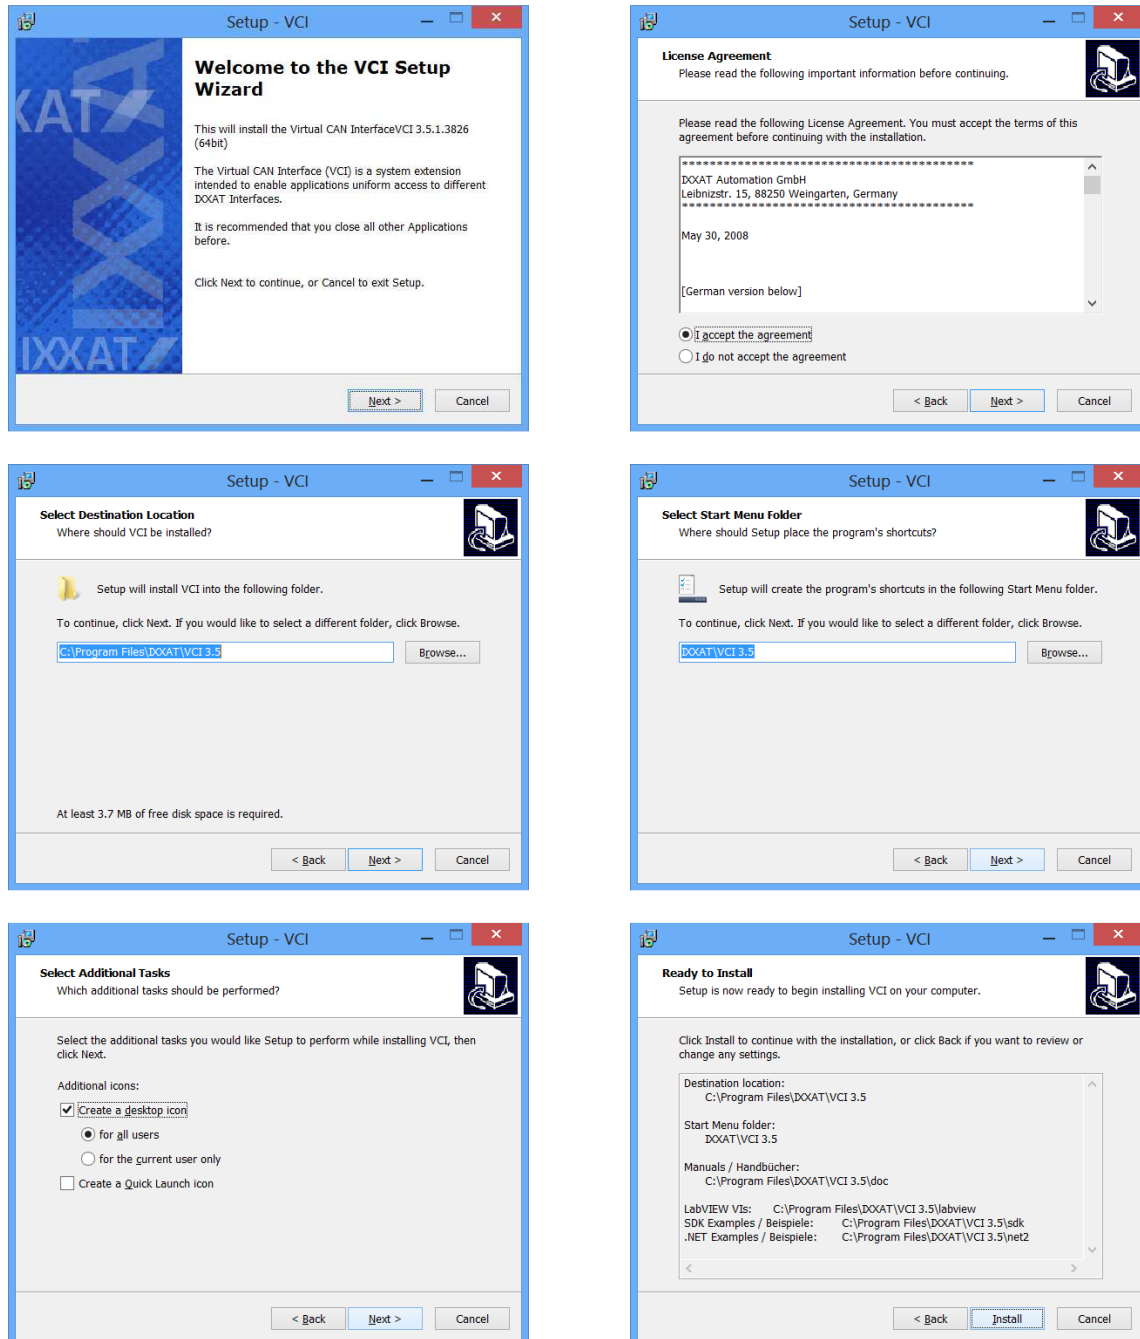 Setup - VCI
XAT
IXXAT
IXXAT
Welcome to the VCI Setup
Wizard
This will install the Virtual CAN InterfaceVCI 3.5.1.3826
(64bit)
The Virtual CAN Interface (VCI) is a system extension
intended to enable applications uniform access to different
IXXAT Interfaces.
It is recommended that you close all other Applications
before.
Click Next to continue, or Cancel to exit Setup.
Next >
Cancel
Setup - VCI
License Agreement
Please read the following important information before continuing.
Please read the following License Agreement. You must accept the terms of this
agreement before continuing with the installation.
******************************************
IXXAT Automation GmbH
Leibnizstr. 15, 88250 Weingarten, Germany
******************************************
May 30, 2008
[German version below]
I accept the agreement
I do not accept the agreement
< Back
Next >
Cancel
Setup - VCI
Select Destination Location
Where should VCI be installed?
Setup will install VCI into the following folder.
To continue, click Next. If you would like to select a different folder, click Browse.
C:\Program Files\IXXAT\VCI 3.5
Browse...
At least 3.7 MB of free disk space is required.
< Back
Next >
Cancel
Setup - VCI
Select Start Menu Folder
Where should Setup place the program's shortcuts?
Setup will create the program's shortcuts in the following Start Menu folder.
To continue, click Next. If you would like to select a different folder, click Browse.
IXXAT\VCI 3.5
Browse...
< Back
Next >
Cancel
Setup - VCI
Select Additional Tasks
Which additional tasks should be performed?
Select the additional tasks you would like Setup to perform while installing VCI, then
click Next.
Additional icons:
Create a desktop icon
for all users
for the current user only
Create a Quick Launch icon
< Back
Next >
Cancel
Setup - VCI
Ready to Install
Setup is now ready to begin installing VCI on your computer.
Click Install to continue with the installation, or click Back if you want to review or
change any settings.
Destination location:
C:\Program Files\IXXAT\VCI 3.5
Start Menu folder:
IXXAT\VCI 3.5
Manuals / Handbücher:
C:\Program Files\IXXAT\VCI 3.5\doc
LabVIEW VIs: C:\Program Files\IXXAT\VCI 3.5\labview
SDK Examples / Beispiele: C:\Program Files\IXXAT\VCI 3.5\sdk
.NET Examples / Beispiele: C:\Program Files\IXXAT\VCI 3.5\net2
< Back
Install
Cancel